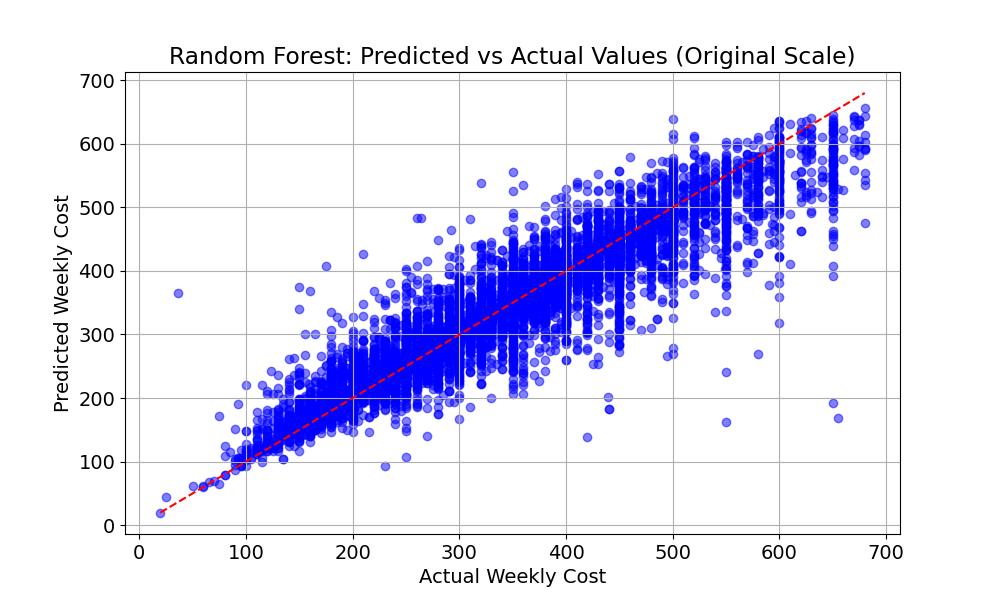 Random Forest: Predicted vs Actual Values (Original Scale)
700
600
500
400
300
200
100
0
Predicted Weekly Cost
0 100 200 300 400 500 600 700
Actual Weekly Cost